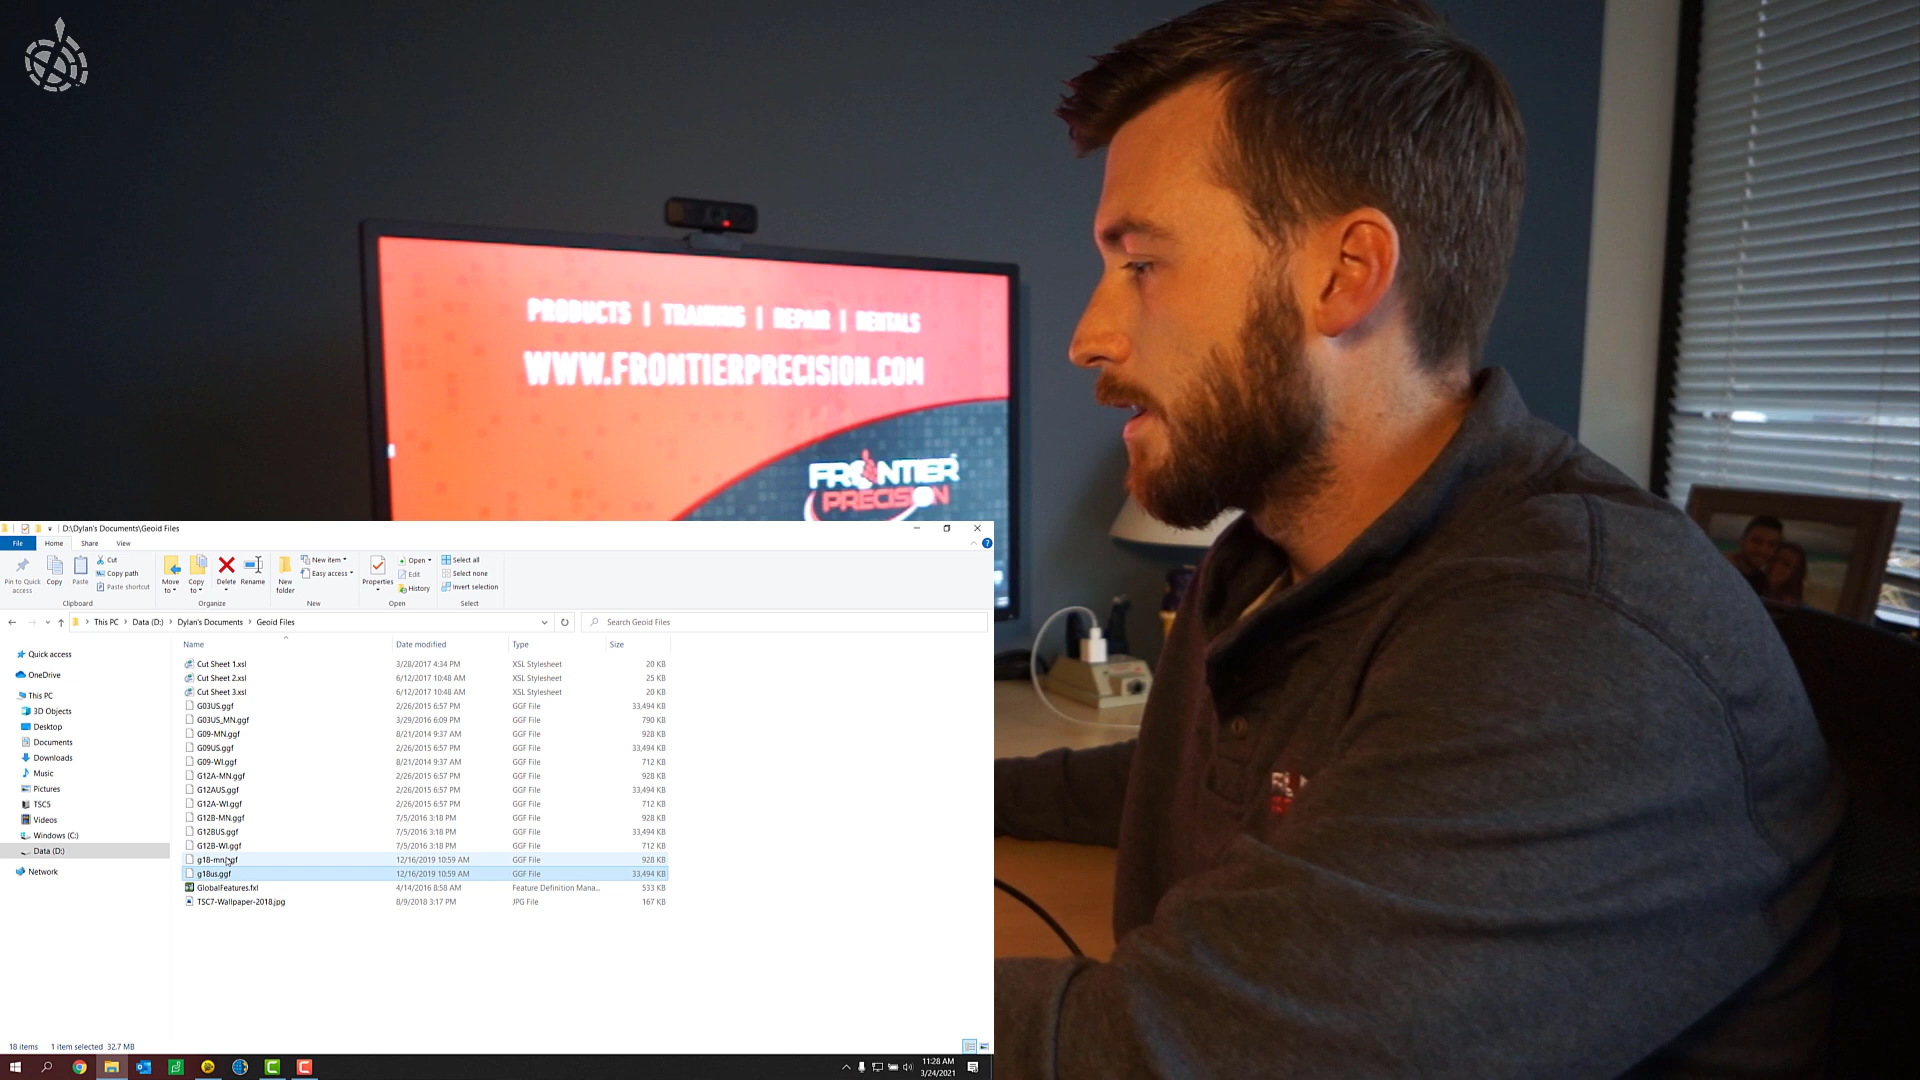 PRODUCTS | TRAINING | REPAIR | RENTALS
WWW.FRONTIERPRECISION.COM
FRONTIER
PRECISION
D:\Dylan's Documents\Geoid Files
File Home Share View
Pin to Quick access
Copy
Paste
Cut
Copy path
Paste shortcut
Clipboard
Move to
Copy to
Delete
Rename
Organize
New folder
New item
Easy access
New
Properties
Open
Edit
History
Open
Select all
Select none
Invert selection
Select
This PC > Data (D:) > Dylan's Documents > Geoid Files
Search Geoid Files
Quick access
OneDrive
This PC
3D Objects
Desktop
Documents
Downloads
Music
Pictures
TSC5
Videos
Windows (C:)
Data (D:)
Network
Name Date modified Type Size
Cut Sheet 1.xsl 3/28/2017 4:34 PM XSL Stylesheet 20 KB
Cut Sheet 2.xsl 6/12/2017 10:48 AM XSL Stylesheet 25 KB
Cut Sheet 3.xsl 6/12/2017 10:48 AM XSL Stylesheet 20 KB
G03US.ggf 2/26/2015 6:57 PM GGF File 33,494 KB
G03US_MN.ggf 3/29/2016 6:09 PM GGF File 790 KB
G09-MN.ggf 8/21/2014 9:37 AM GGF File 928 KB
G09US.ggf 2/26/2015 6:57 PM GGF File 33,494 KB
G09-WI.ggf 8/21/2014 9:37 AM GGF File 712 KB
G12A-MN.ggf 2/26/2015 6:57 PM GGF File 928 KB
G12AUS.ggf 2/26/2015 6:57 PM GGF File 33,494 KB
G12A-WI.ggf 2/26/2015 6:57 PM GGF File 712 KB
G12B-MN.ggf 7/5/2016 3:18 PM GGF File 928 KB
G12BUS.ggf 7/5/2016 3:18 PM GGF File 33,494 KB
G12B-WI.ggf 7/5/2016 3:18 PM GGF File 712 KB
g18-mn.ggf 12/16/2019 10:59 AM GGF File 928 KB
g18us.ggf 12/16/2019 10:59 AM GGF File 33,494 KB
GlobalFeatures.fxl 4/14/2016 8:58 AM Feature Definition Mana... 533 KB
TSC7-Wallpaper-2018.jpg 8/9/2018 3:17 PM JPG File 167 KB
18 items 1 item selected 32.7 MB
11:28 AM
3/24/2021